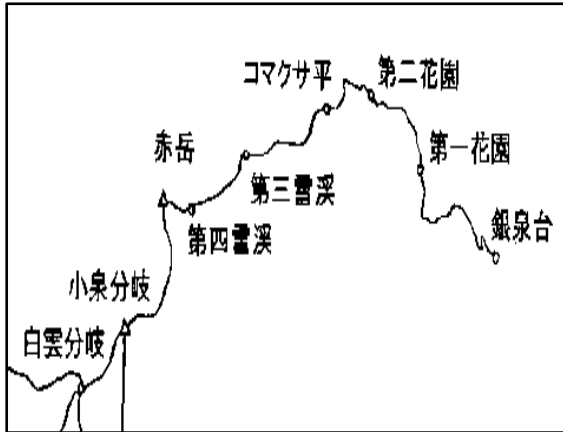 コマクサ平
第二花園
赤岳
第一花園
第三雪渓
第四雪渓
銀泉台
小泉分岐
白雲分岐